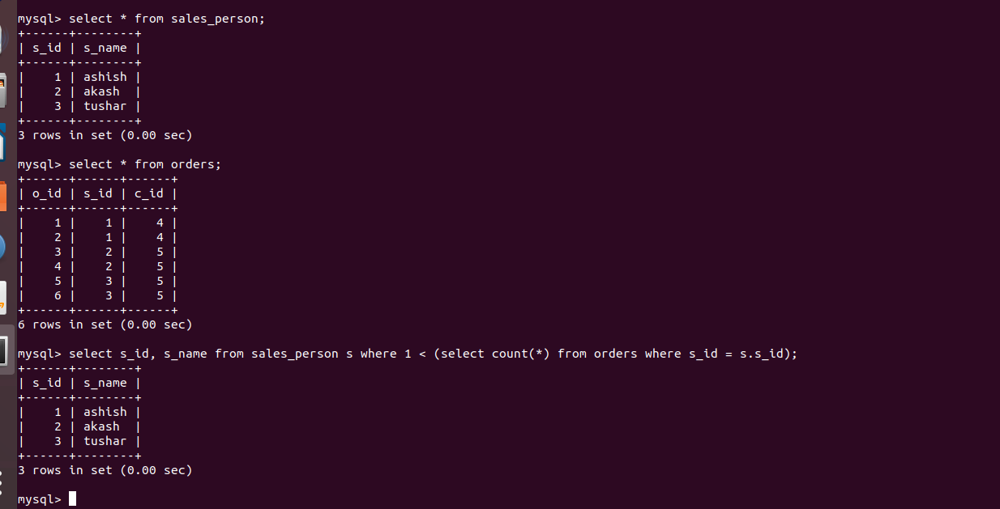 mysql> select * from sales_person;
+------+--------+
| s_id | s_name |
+------+--------+
|    1 | ashish |
|    2 | akash  |
|    3 | tushar |
+------+--------+
3 rows in set (0.00 sec)

mysql> select * from orders;
+------+------+------+
| o_id | s_id | c_id |
+------+------+------+
|    1 |    1 |    4 |
|    2 |    1 |    4 |
|    3 |    2 |    5 |
|    4 |    2 |    5 |
|    5 |    3 |    5 |
|    6 |    3 |    5 |
+------+------+------+
6 rows in set (0.00 sec)

mysql> select s_id, s_name from sales_person s where 1 < (select count(*) from orders where s_id = s.s_id);
+------+--------+
| s_id | s_name |
+------+--------+
|    1 | ashish |
|    2 | akash  |
|    3 | tushar |
+------+--------+
3 rows in set (0.00 sec)

mysql>